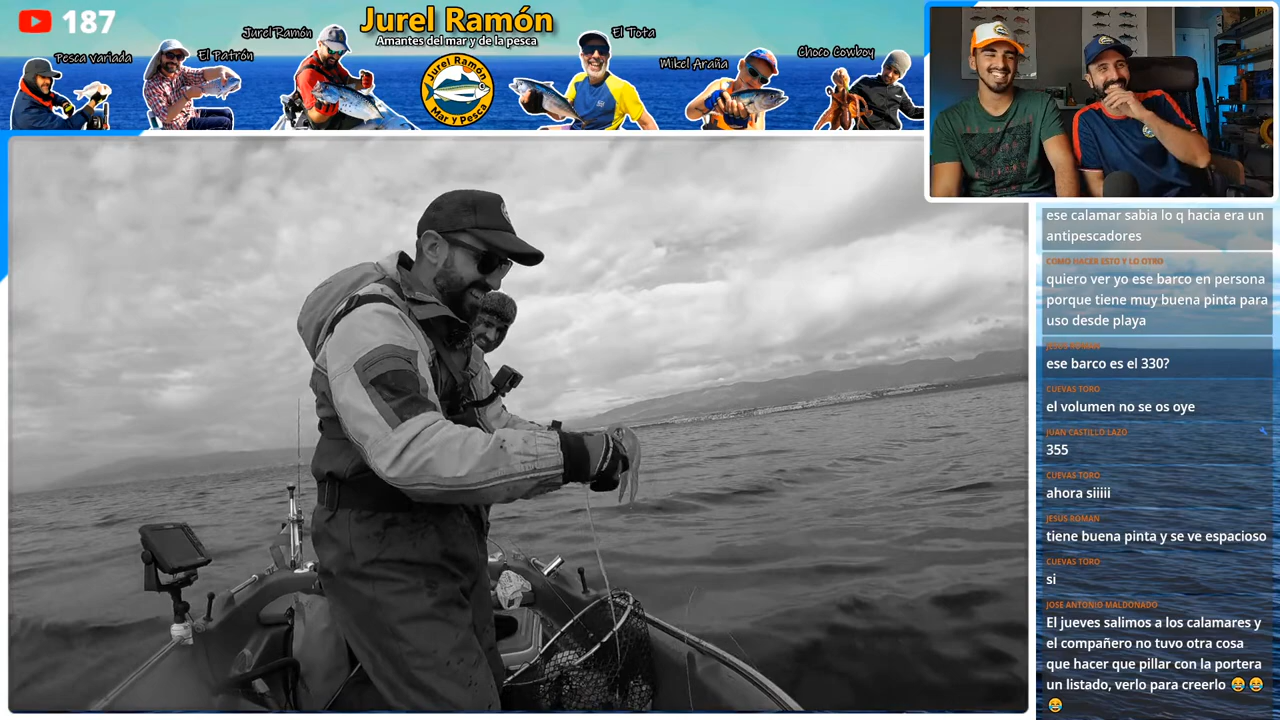 187
Jurel Ramón
Amantes del mar y de la pesca
Pesca variada
El Patrón
Jurel Ramón
El Tota
Mikel Araña
Choco Cowboy
Jurel Ramón
Mar y Pesca
ese calamar sabia lo q hacia era un
antipescadores
COMO HACER ESTO Y LO OTRO
quiero ver yo ese barco en persona
porque tiene muy buena pinta para
uso desde playa
ese barco es el 330?
CUEVAS TORO
el volumen no se os oye
JUAN CASTILLO LAZO
355
CUEVAS TORO
ahora siiiii
JESUS ROMAN
tiene buena pinta y se ve espacioso
CUEVAS TORO
si
JOSE ANTONIO MALDONADO
El jueves salimos a los calamares y
el compañero no tuvo otra cosa
que hacer que pillar con la portera
un listado, verlo para creerlo 😂 😂
😂